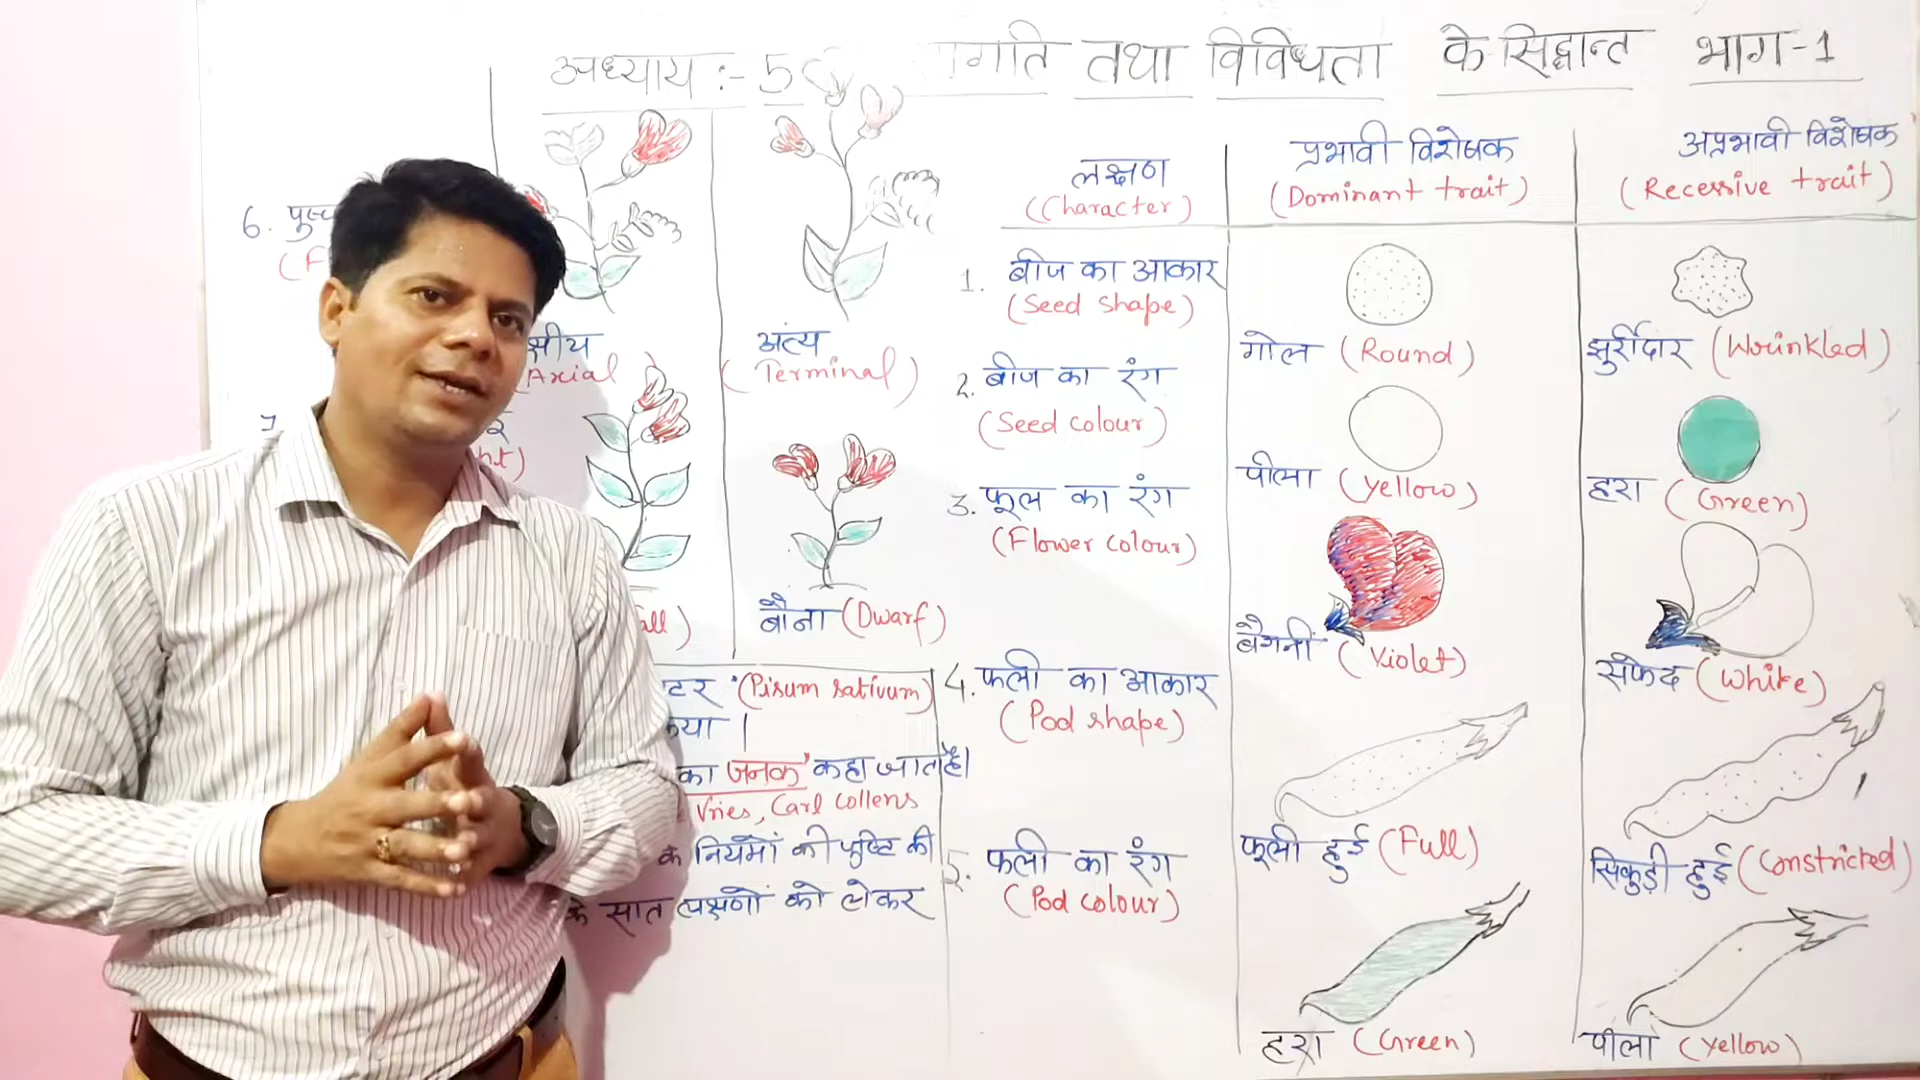 अध्याय :- 5
तथा विविधता के सिद्धान्त भाग-1
6.
क्षीय
(Axial
अंत्य
(Terminal)
बौना (Dwarf)
(Pisum sativum)
का जनक' कहा जाता है।
Vries, Carl Collens
के नियमों की पुष्टि की
के सात लक्षणों को लेकर
लक्षण
(Character)
प्रभावी विशेषक
(Dominant trait)
अप्रभावी विशेषक
(Recessive trait)
1. बीज का आकार
(Seed shape)
गोल (Round)
झुर्रीदार (Wrinkled)
2. बीज का रंग
(Seed colour)
पीला (Yellow)
हरा (Green)
3. फूल का रंग
(Flower colour)
बैगनीं (Violet)
सफेद (White)
4. फली का आकार
(Pod shape)
फूली हुई (Full)
सिकुड़ी हुई (Constricted)
5. फली का रंग
(Pod colour)
हरा (Green)
पीला (Yellow)